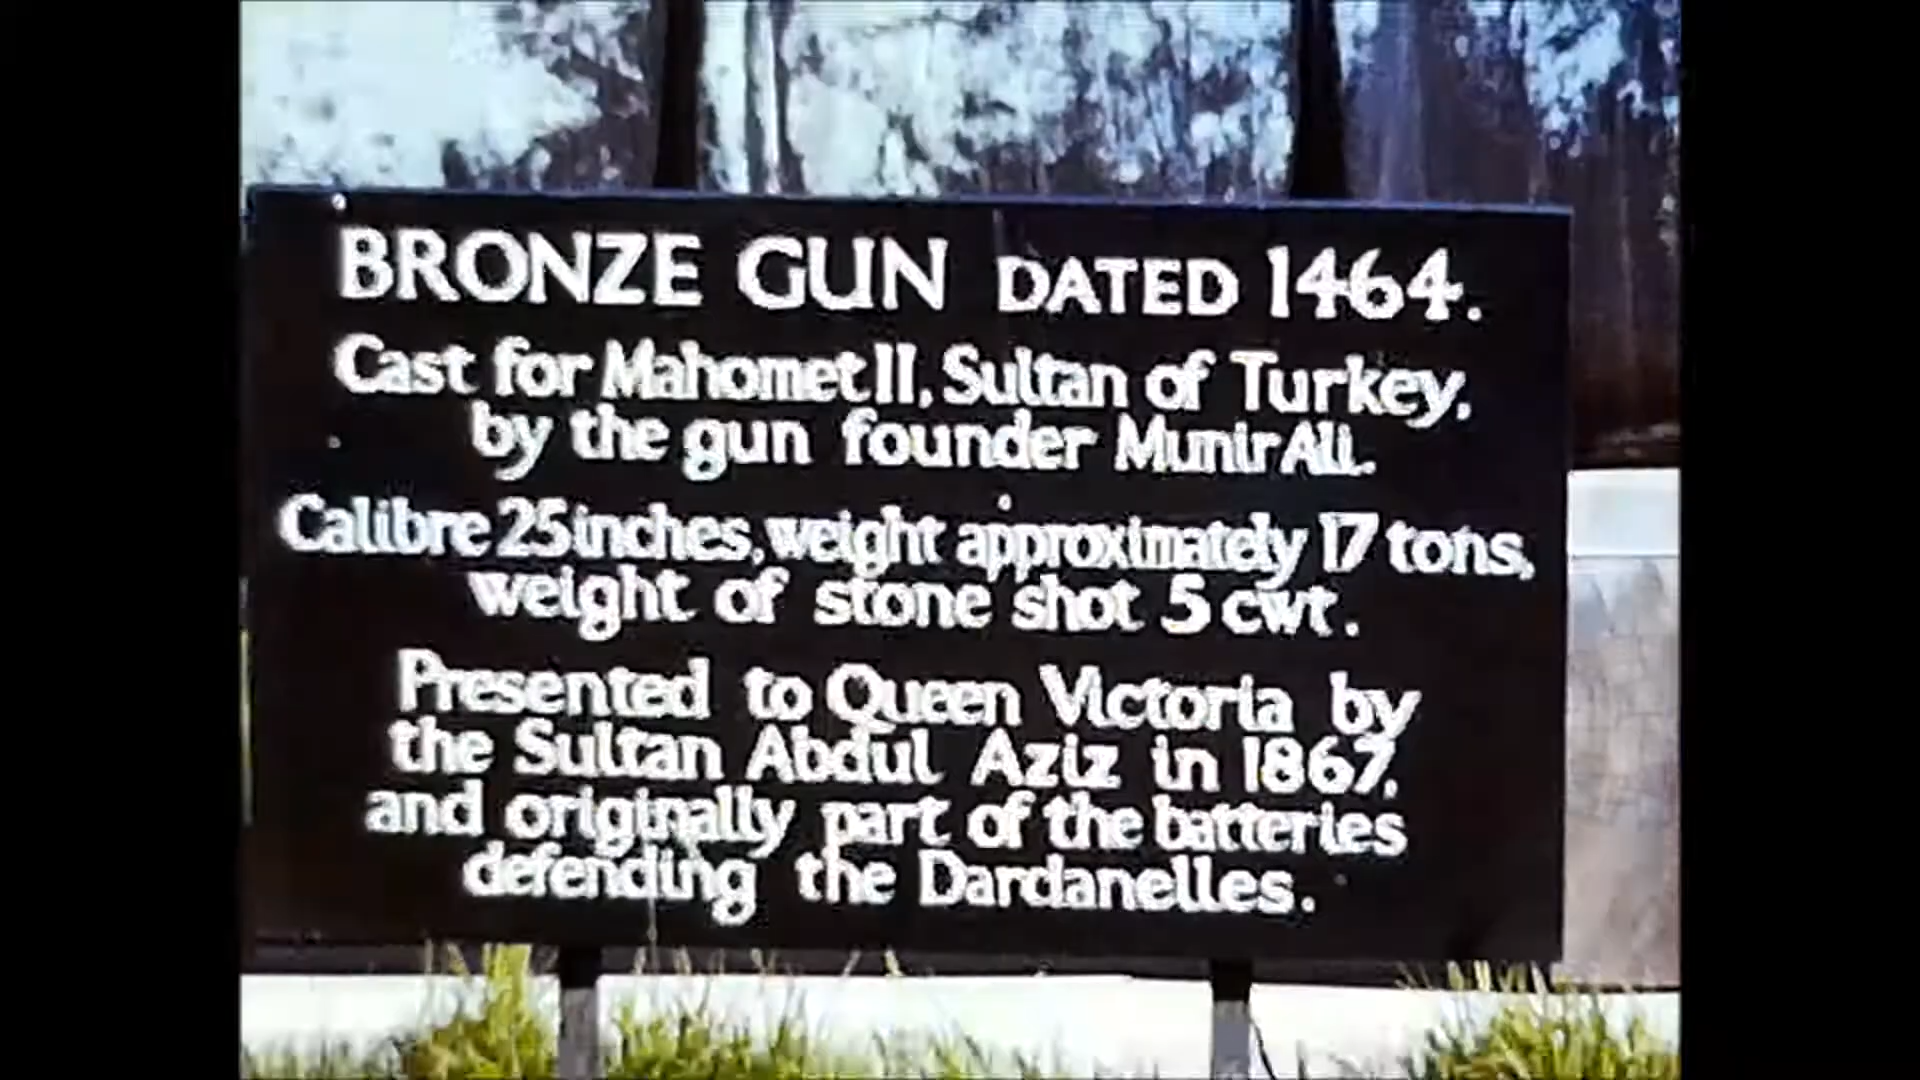 BRONZE GUN DATED 1464.
Cast for Mahomet II, Sultan of Turkey,
by the gun founder Munir Ali.
Calibre 25 inches, weight approximately 17 tons,
weight of stone shot 5 cwt.
Presented to Queen Victoria by
the Sultan Abdul Aziz in 1867,
and originally part of the batteries
defending the Dardanelles.